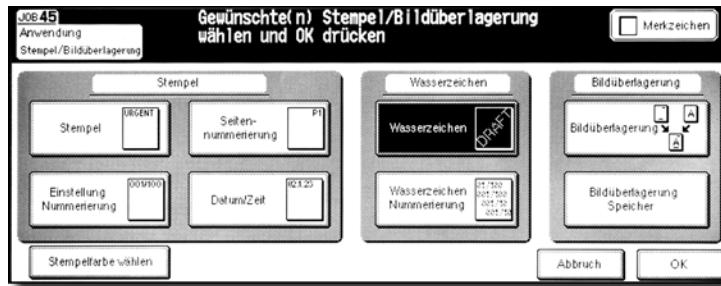 JOB 45
Anwendung
Stempel/Bildüberlagerung
Gewünschte(n) Stempel/Bildüberlagerung
wählen und OK drücken
Merkzeichen
Stempel
Wasserzeichen
Bildüberlagerung
Stempel
URGENT
Seiten-
nummerierung
P1
Wasserzeichen
DRAFT
Bildüberlagerung
A
A
Einstellung
Nummerierung
001/100
Datum/Zeit
Wasserzeichen
Nummerierung
Bildüberlagerung
Speicher
Stempelfarbe wählen
Abbruch
OK